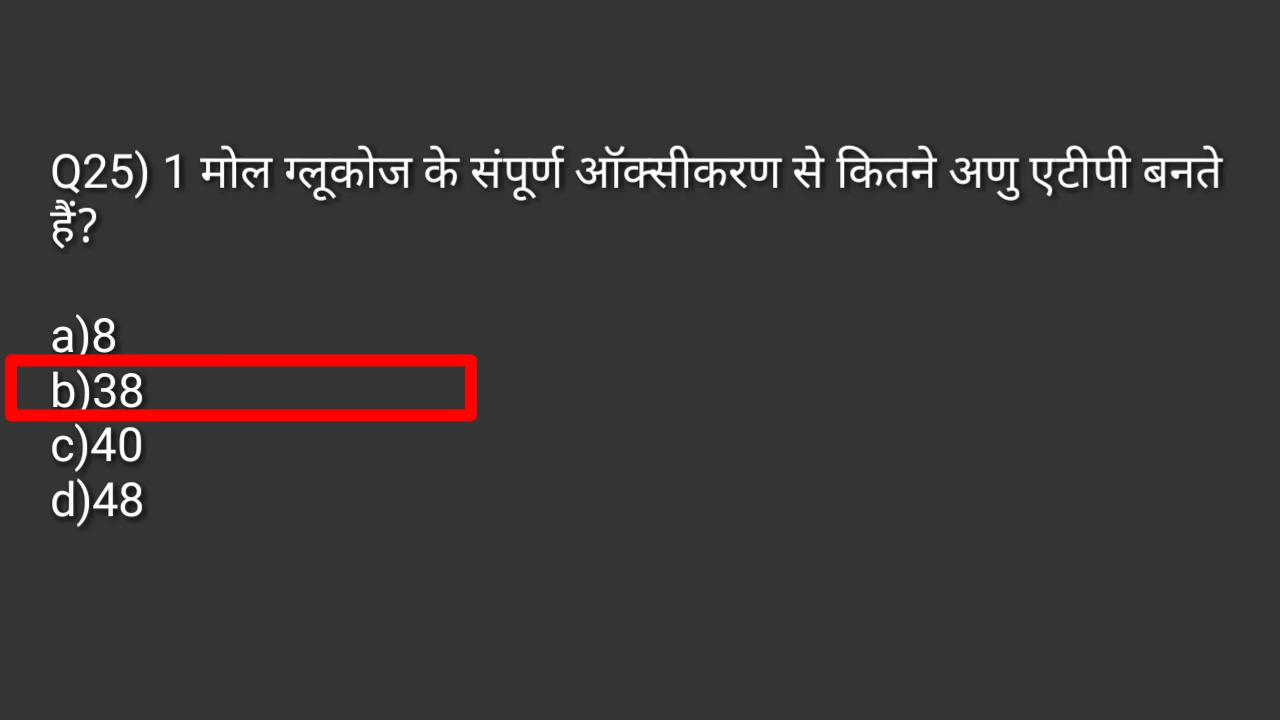 Q25) 1 मोल ग्लूकोज के संपूर्ण ऑक्सीकरण से कितने अणु एटीपी बनते
हैं?
a)8
b)38
c)40
d)48